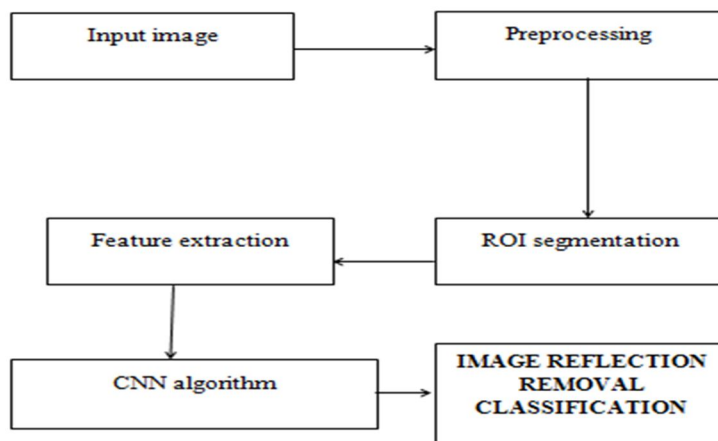 Input image
Preprocessing
ROI segmentation
Feature extraction
CNN algorithm
IMAGE REFLECTION
REMOVAL
CLASSIFICATION